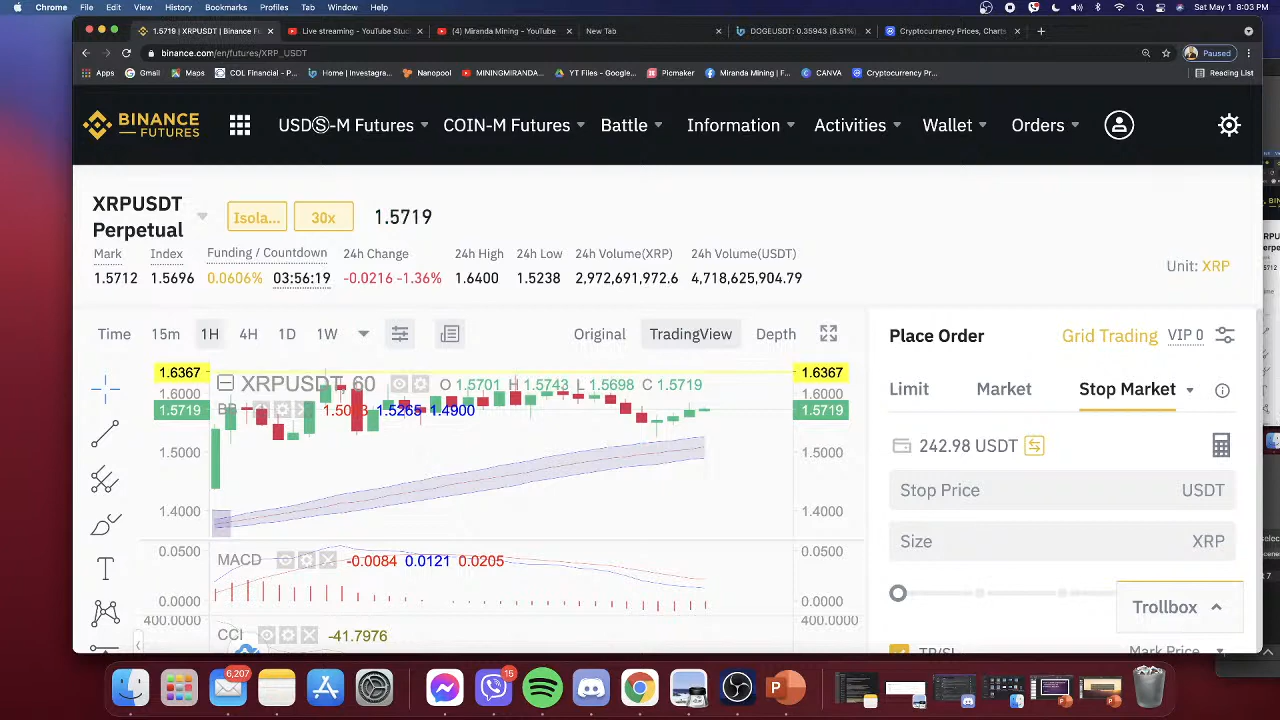 Chrome File Edit View History Bookmarks Profiles Tab Window Help Sat May 1 8:03 PM
1.5719 | XRPUSDT | Binance F Live streaming - YouTube Stud (4) Miranda Mining - YouTube New Tab DOGEUSDT: 0.35943 (6.51%) Cryptocurrency Prices, Charts
binance.com/en/futures/XRP_USDT Paused
Apps Gmail Maps COL Financial - P... Home | Investagra... Nanopool MININGMIRANDA... YT Files - Google... Picmaker Miranda Mining | F... CANVA Cryptocurrency Pr... Reading List
BINANCE FUTURES USDⓈ-M Futures COIN-M Futures Battle Information Activities Wallet Orders
XRPUSDT
Perpetual
Isola... 30x 1.5719
Mark Index Funding / Countdown 24h Change 24h High 24h Low 24h Volume(XRP) 24h Volume(USDT)
1.5712 1.5696 0.0606% 03:56:19 -0.0216 -1.36% 1.6400 1.5238 2,972,691,972.6 4,718,625,904.79
Unit: XRP
Time 15m 1H 4H 1D 1W Original TradingView Depth
Place Order Grid Trading VIP 0
1.6367 1.6367
XRPUSDT 60 O 1.5701 H 1.5743 L 1.5698 C 1.5719
1.6000 1.6000
1.5719 BB 1.5265 1.4900 1.5719
1.5000 1.5000
1.4000 1.4000
0.0500 0.0500
MACD -0.0084 0.0121 0.0205
0.0000 0.0000
400.0000 400.0000
CCI -41.7976
Limit Market Stop Market
242.98 USDT
Stop Price USDT
Size XRP
Trollbox
TP/SL Mark Price
6,207 15